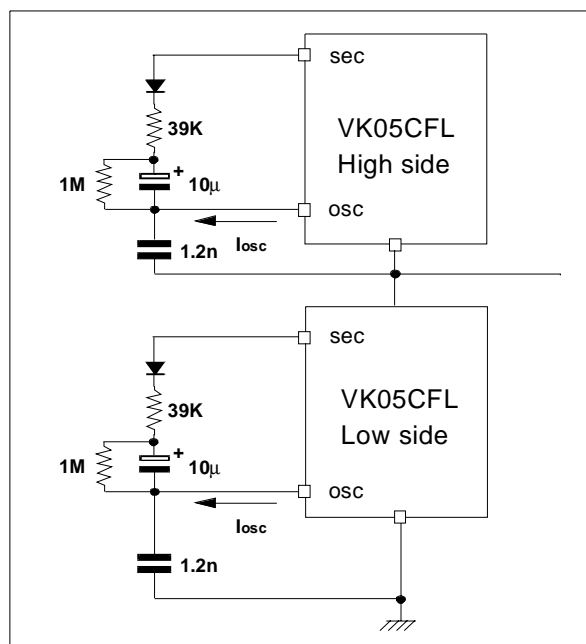 sec
VK05CFL
High side
39K
1M
+
10μ
osc
Iosc
1.2n
sec
VK05CFL
Low side
39K
1M
+
10μ
osc
Iosc
1.2n